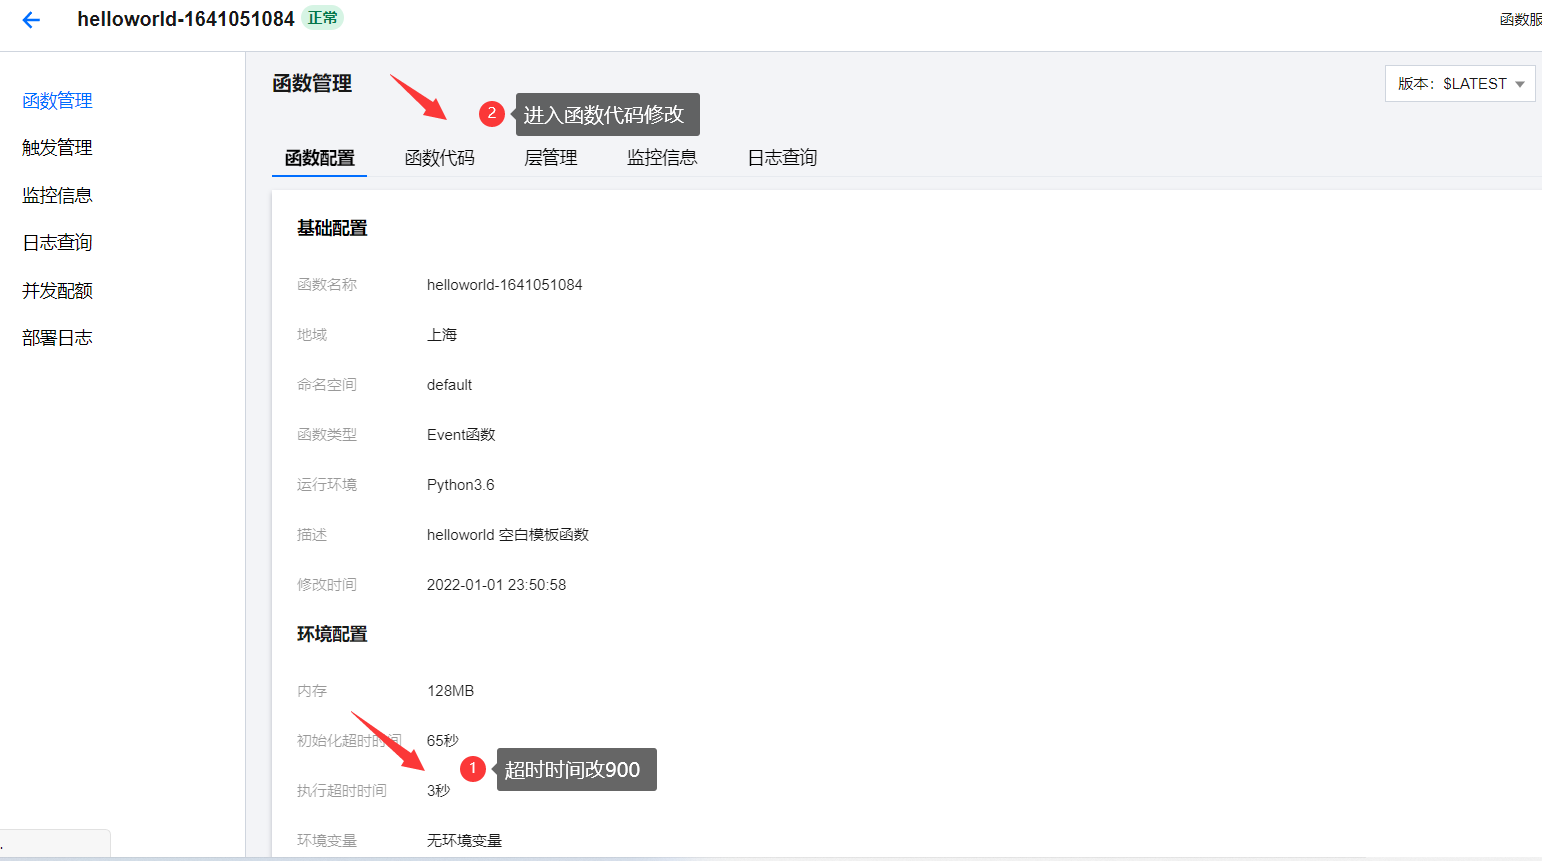 helloworld-1641051084 正常
函数服
函数管理
触发管理
监控信息
日志查询
并发配额
部署日志
函数管理
版本：$LATEST
2 进入函数代码修改
函数配置 函数代码 层管理 监控信息 日志查询
基础配置
函数名称 helloworld-1641051084
地域 上海
命名空间 default
函数类型 Event函数
运行环境 Python3.6
描述 helloworld 空白模板函数
修改时间 2022-01-01 23:50:58
环境配置
内存 128MB
初始化超时时间 65秒
1 超时时间改900
执行超时时间 3秒
环境变量 无环境变量